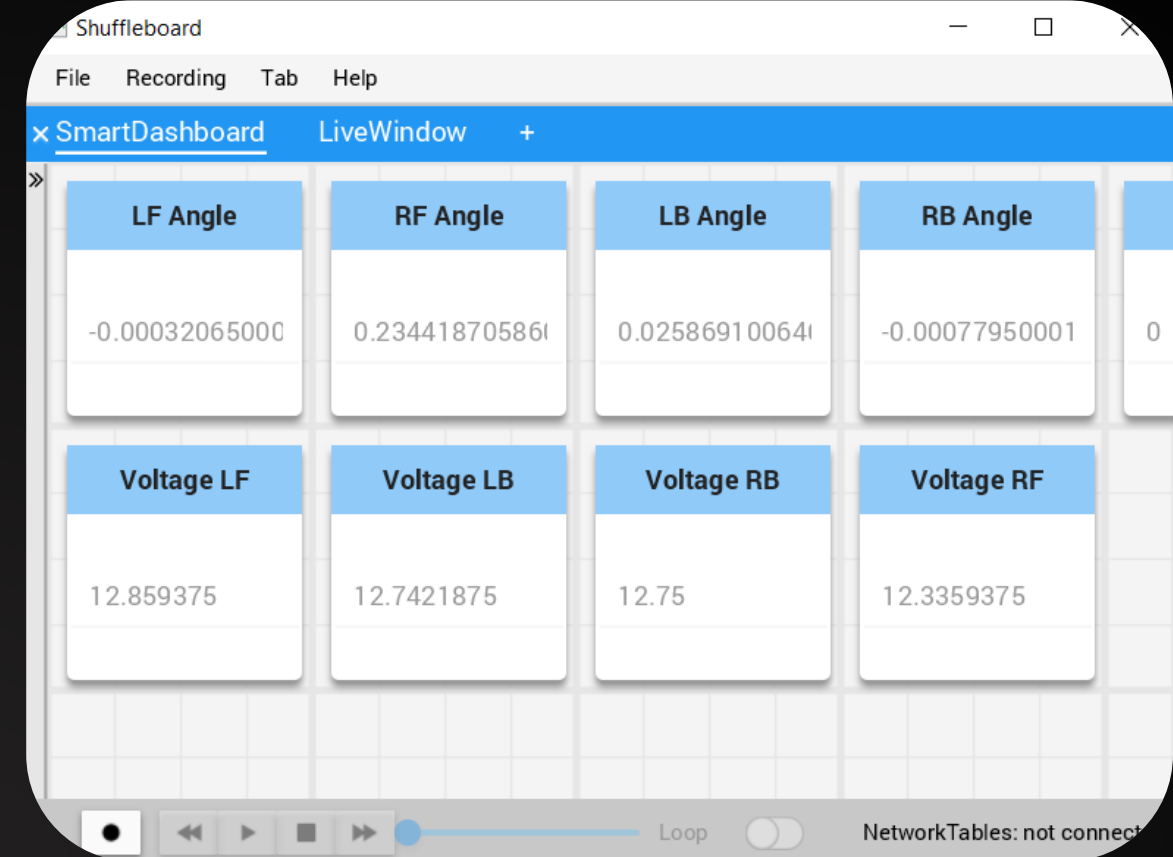 Shuffleboard
File Recording Tab Help
SmartDashboard LiveWindow +
LF Angle RF Angle LB Angle RB Angle
-0.00032065000 0.2344187058 0.0258691006 -0.00077950001 0
Voltage LF Voltage LB Voltage RB Voltage RF
12.859375 12.7421875 12.75 12.3359375
Loop NetworkTables: not connect